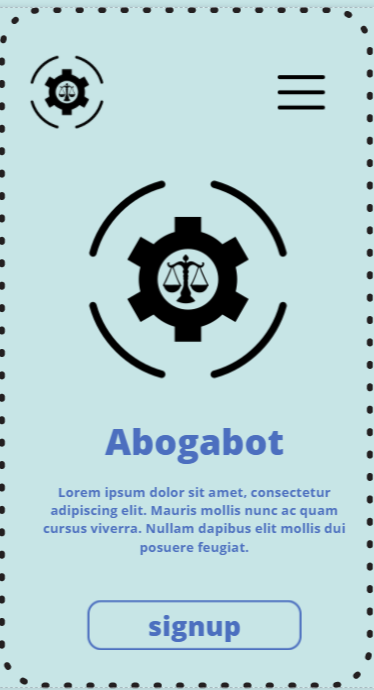 Abogabot
Lorem ipsum dolor sit amet, consectetur
adipiscing elit. Mauris mollis nunc ac quam
cursus viverra. Nullam dapibus elit mollis dui
posuere feugiat.
signup